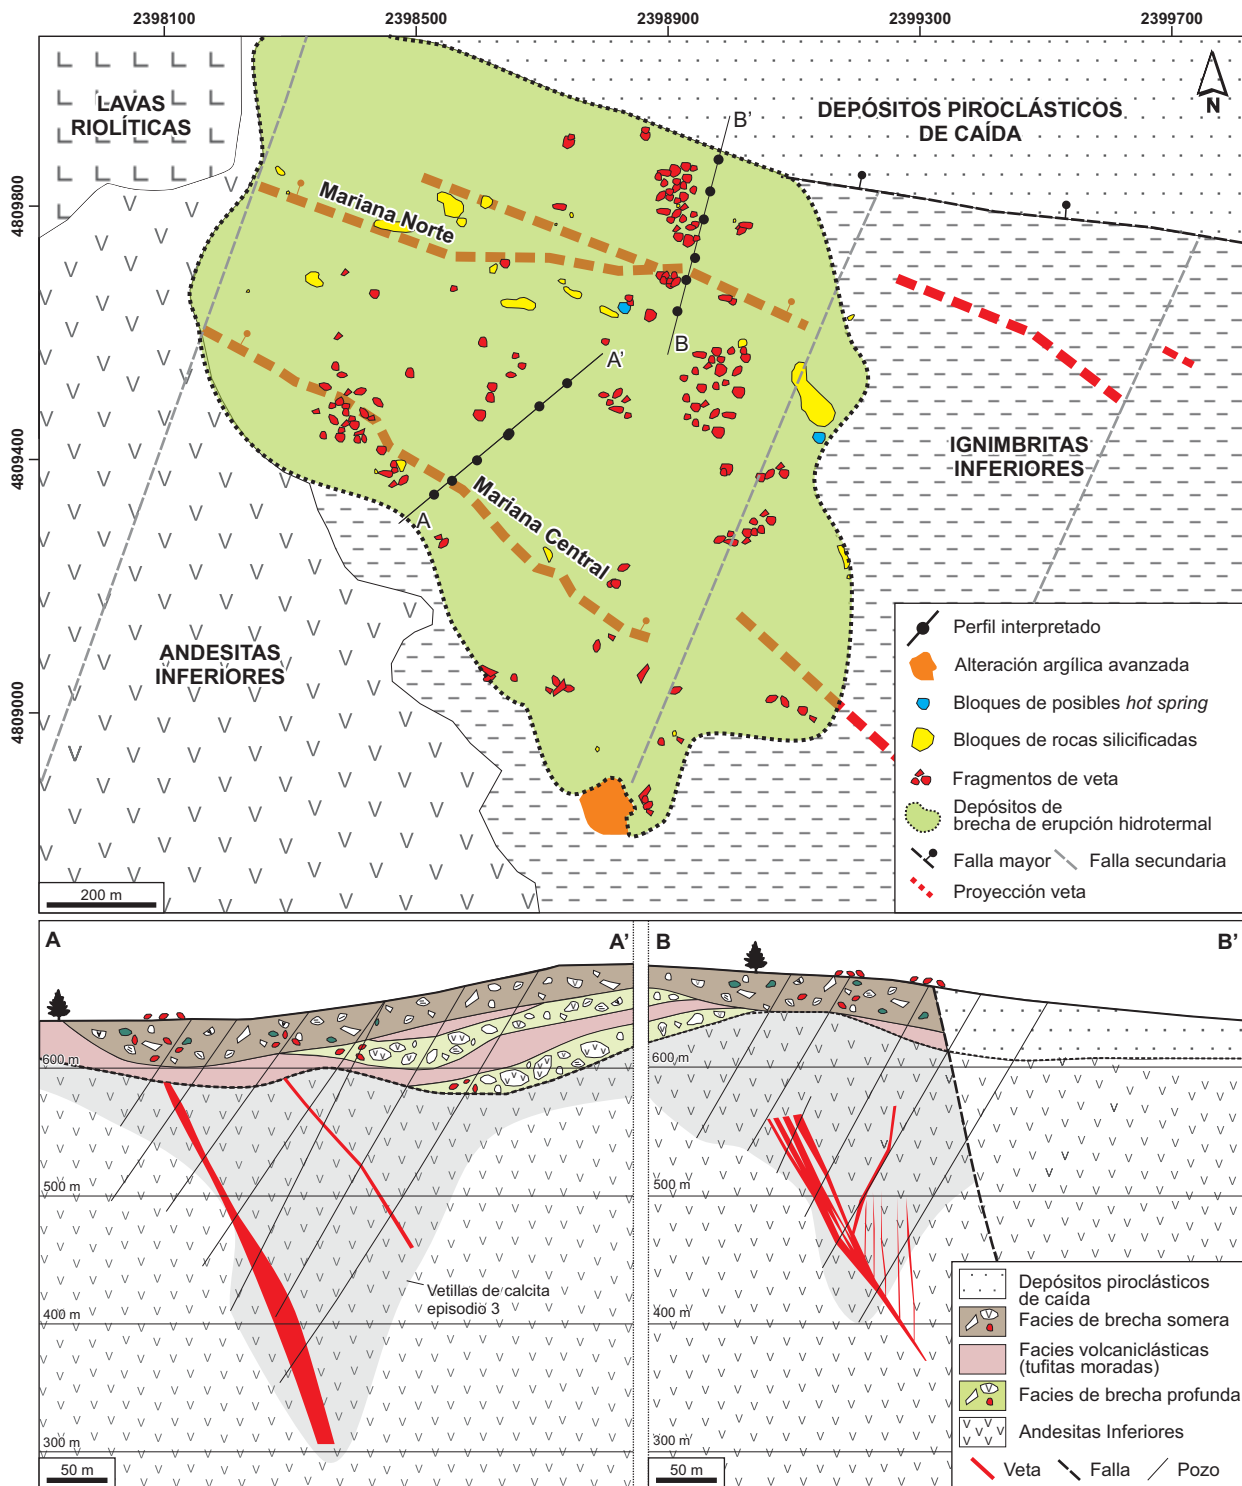 2398100
2398500
2398900
2399300
2399700
4809800
4809400
4809000
LAVAS
RIOLÍTICAS
DEPÓSITOS PIROCLÁSTICOS
DE CAÍDA
N
B'
Mariana Norte
B
A'
A
Mariana Central
IGNIMBRITAS
INFERIORES
ANDESITAS
INFERIORES
200 m
Perfil interpretado
Alteración argílica avanzada
Bloques de posibles hot spring
Bloques de rocas silicificadas
Fragmentos de veta
Depósitos de
brecha de erupción hidrotermal
Falla mayor
Falla secundaria
Proyección veta
A
A'
B
B'
600 m
500 m
400 m
300 m
50 m
Vetillas de calcita
episodio 3
600 m
500 m
400 m
300 m
50 m
Depósitos piroclásticos
de caída
Facies de brecha somera
Facies volcaniclásticas
(tufitas moradas)
Facies de brecha profunda
Andesitas Inferiores
Veta
Falla
Pozo